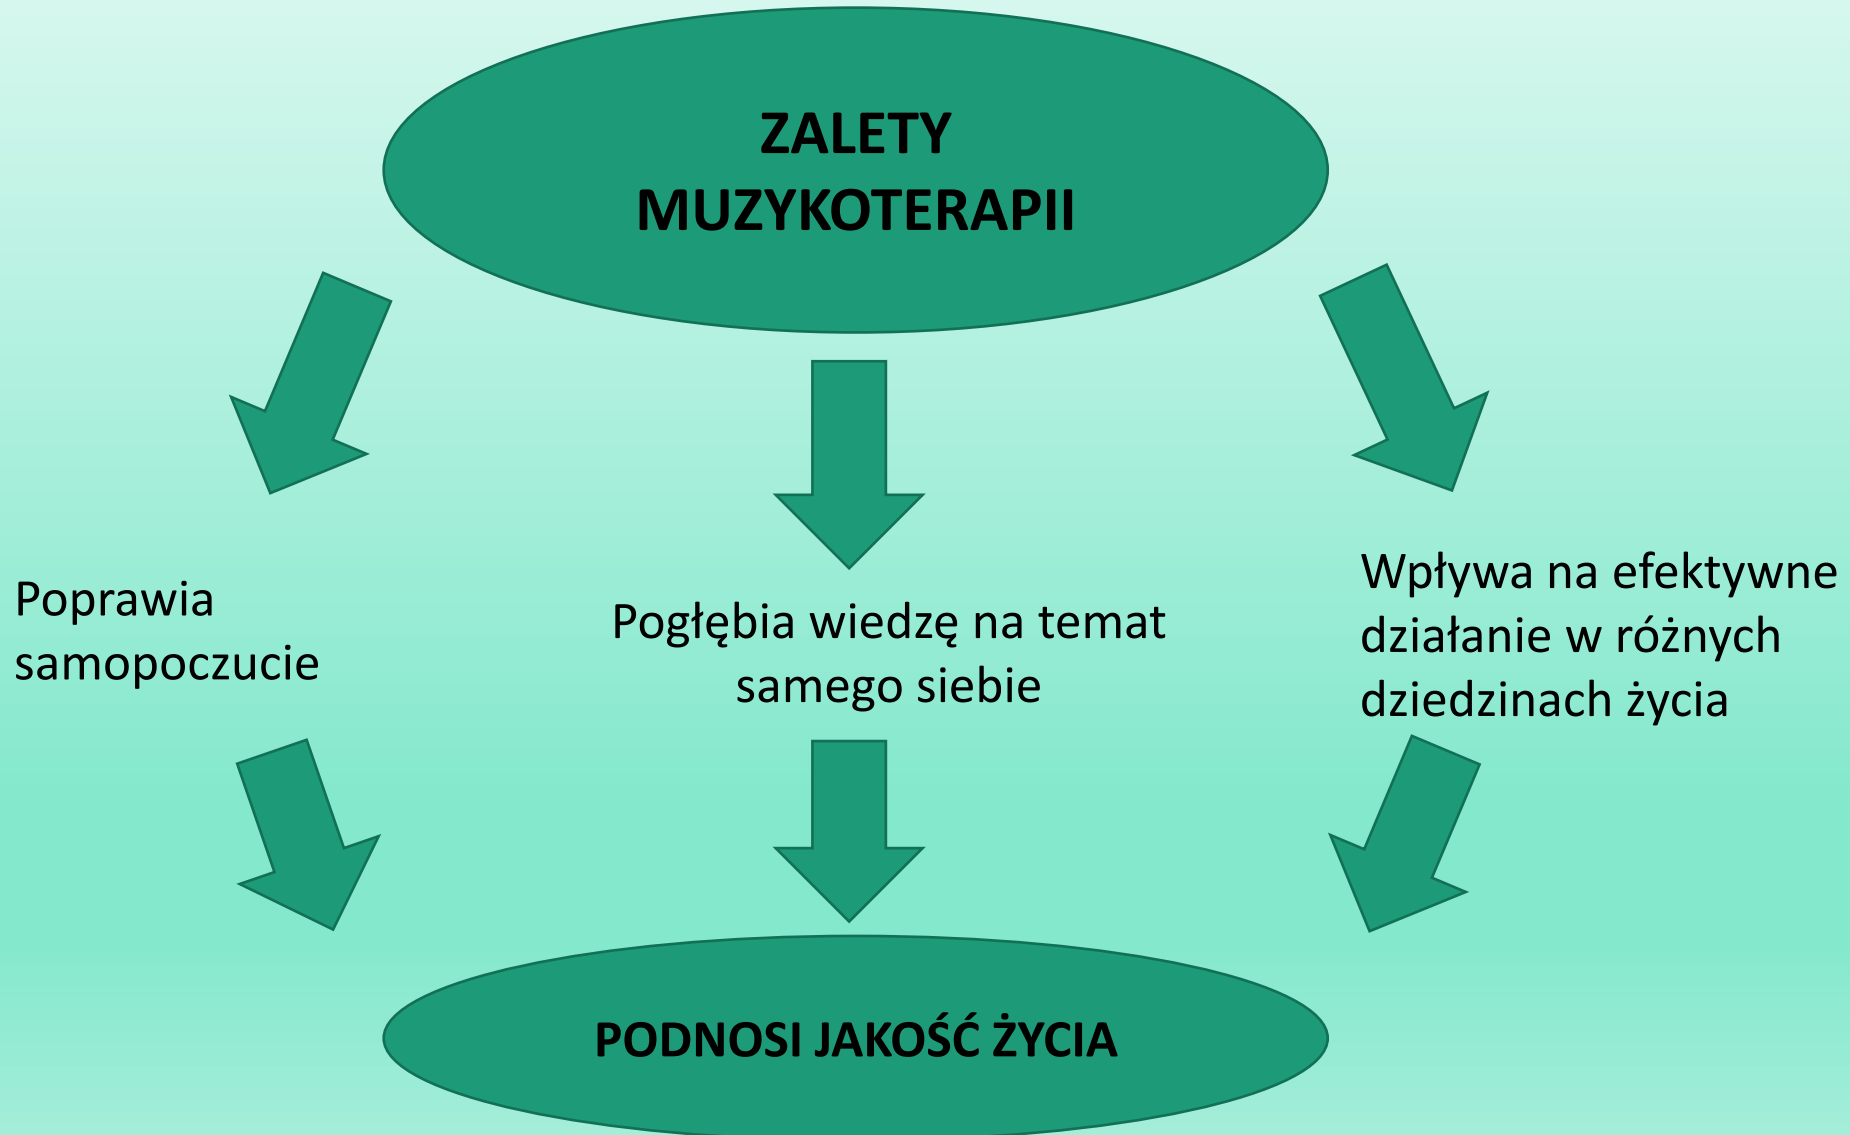 ZALETY
MUZYKOTERAPII
Poprawia
samopoczucie
Pogłębia wiedzę na temat
samego siebie
Wpływa na efektywne
działanie w różnych
dziedzinach życia
PODNOSI JAKOŚĆ ŻYCIA